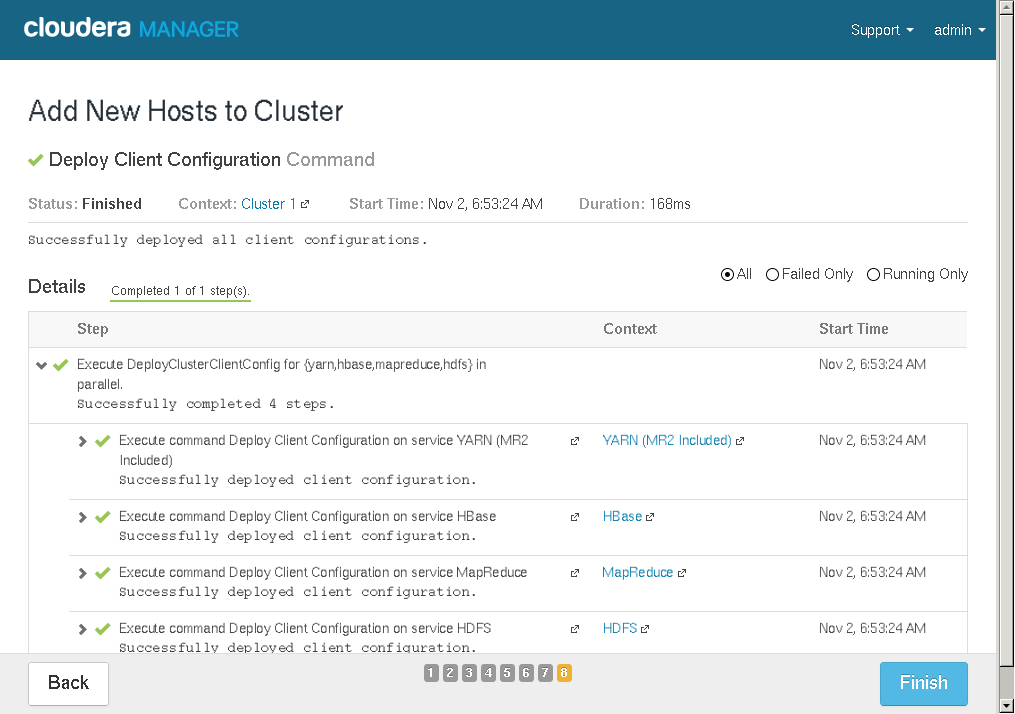 cloudera MANAGER
Support admin
Add New Hosts to Cluster
Deploy Client Configuration Command
Status: Finished Context: Cluster 1 Start Time: Nov 2, 6:53:24 AM Duration: 168ms
Successfully deployed all client configurations.
Details Completed 1 of 1 step(s). All Failed Only Running Only
Step Context Start Time
Execute DeployClusterClientConfig for {yarn,hbase,mapreduce,hdfs} in Nov 2, 6:53:24 AM
parallel.
Successfully completed 4 steps.
Execute command Deploy Client Configuration on service YARN (MR2 YARN (MR2 Included) Nov 2, 6:53:24 AM
Included)
Successfully deployed client configuration.
Execute command Deploy Client Configuration on service HBase HBase Nov 2, 6:53:24 AM
Successfully deployed client configuration.
Execute command Deploy Client Configuration on service MapReduce MapReduce Nov 2, 6:53:24 AM
Successfully deployed client configuration.
Execute command Deploy Client Configuration on service HDFS HDFS Nov 2, 6:53:24 AM
Successfully deployed client configuration.
Back 1 2 3 4 5 6 7 8 Finish